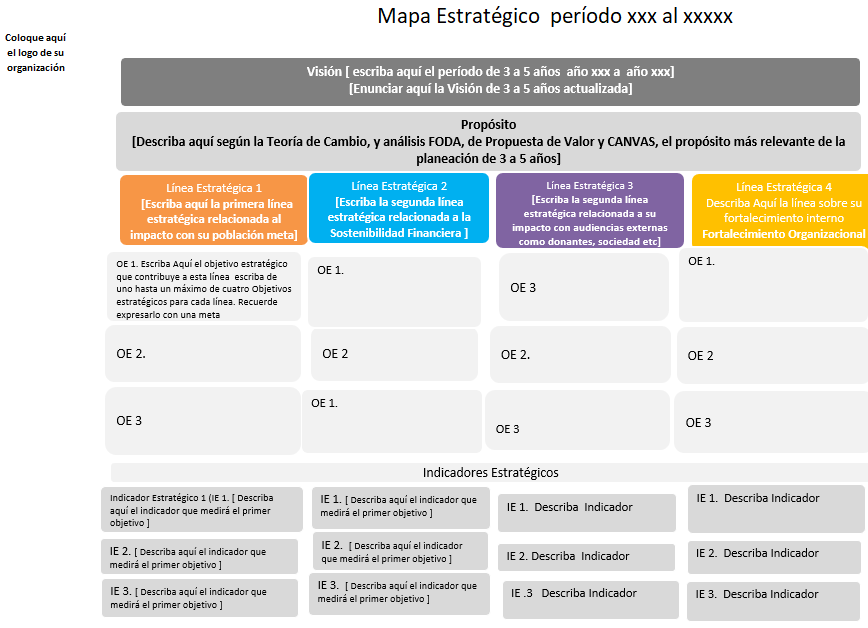 Mapa Estratégico período xxx al xxxxx
Coloque aquí
el logo de su
organización
Visión [ escriba aquí el período de 3 a 5 años año xxx a año xxx]
[Enunciar aquí la Visión de 3 a 5 años actualizada]
Propósito
[Describa aquí según la Teoría de Cambio, y análisis FODA, de Propuesta de Valor y CANVAS, el propósito más relevante de la
planeación de 3 a 5 años]
Línea Estratégica 1
[Escriba aquí la primera línea
estratégica relacionada al
impacto con su población meta]
Línea Estratégica 2
[Escriba la segunda línea
estratégica relacionada a la
Sostenibilidad Financiera ]
Línea Estratégica 3
[Escriba la segunda línea
estratégica relacionada a su
impacto con audiencias externas
como donantes, sociedad etc]
Línea Estratégica 4
Describa Aquí la línea sobre su
fortalecimiento interno
Fortalecimiento Organizacional
OE 1. Escriba Aquí el objetivo estratégico
que contribuye a esta línea escriba de
uno hasta un máximo de cuatro Objetivos
estratégicos para cada línea. Recuerde
expresarlo con una meta
OE 1.
OE 3
OE 1.
OE 2.
OE 2
OE 2.
OE 2
OE 3
OE 1.
OE 3
OE 3
Indicadores Estratégicos
Indicador Estratégico 1 (IE 1. [ Describa
aquí el indicador que medirá el primer
objetivo ]
IE 1. [ Describa aquí el indicador que
medirá el primer objetivo ]
IE 1. Describa Indicador
IE 1. Describa Indicador
IE 2. [ Describa aquí el indicador que
medirá el primer objetivo ]
IE 2. [ Describa aquí el indicador
que medirá el primer objetivo ]
IE 2. Describa Indicador
IE 2. Describa Indicador
IE 3. [ Describa aquí el indicador que
medirá el primer objetivo ]
IE 3. [ Describa aquí el indicador que
medirá el primer objetivo ]
IE .3 Describa Indicador
IE 3. Describa Indicador